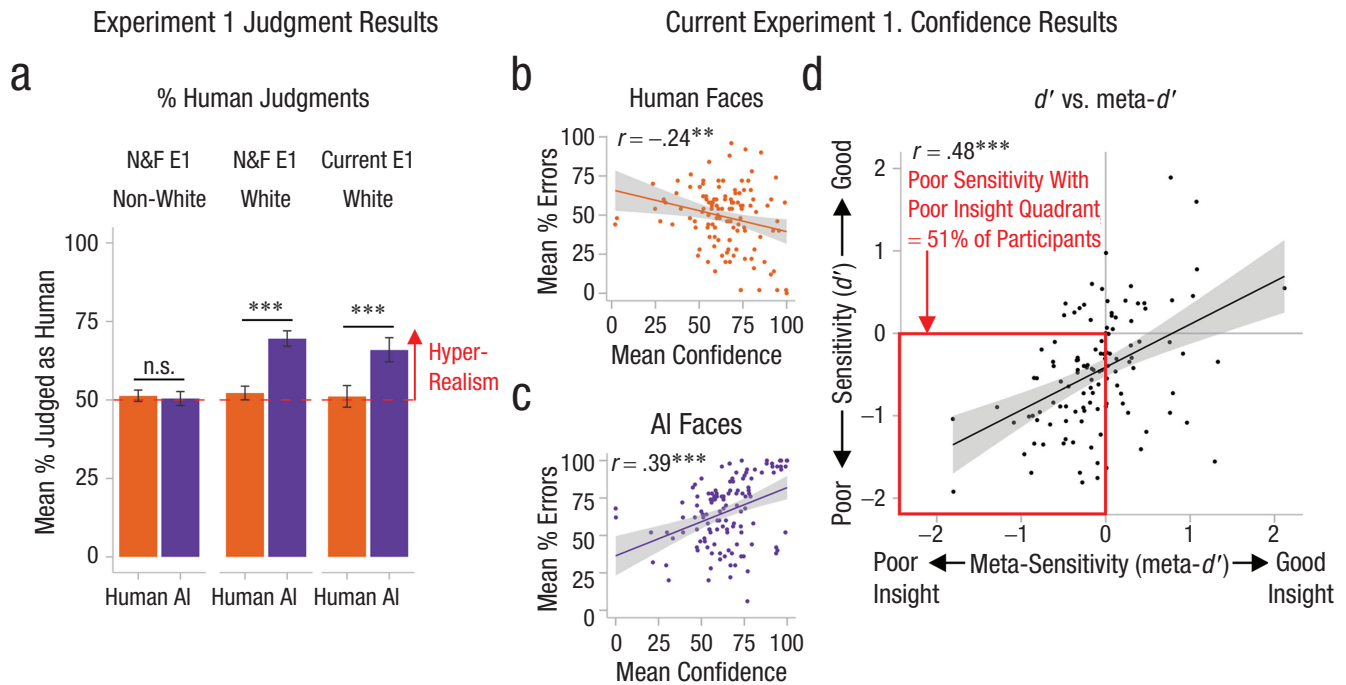 Experiment 1 Judgment Results
Current Experiment 1. Confidence Results
a
% Human Judgments
N&F E1
Non-White
N&F E1
White
Current E1
White
Mean % Judged as Human
100
75
50
25
0
n.s.
***
***
Hyper-
Realism
Human AI
Human AI
Human AI
b
Human Faces
r = –.24**
Mean % Errors
100
75
50
25
0
0 25 50 75 100
Mean Confidence
c
AI Faces
r = .39***
Mean % Errors
100
75
50
25
0
0 25 50 75 100
Mean Confidence
d
d′ vs. meta-d′
r = .48***
Poor Sensitivity With
Poor Insight Quadrant
= 51% of Participants
Poor
Sensitivity (d′)
Good
2
1
0
−1
−2
−2 −1 0 1 2
Poor
Insight
Meta-Sensitivity (meta-d′)
Good
Insight